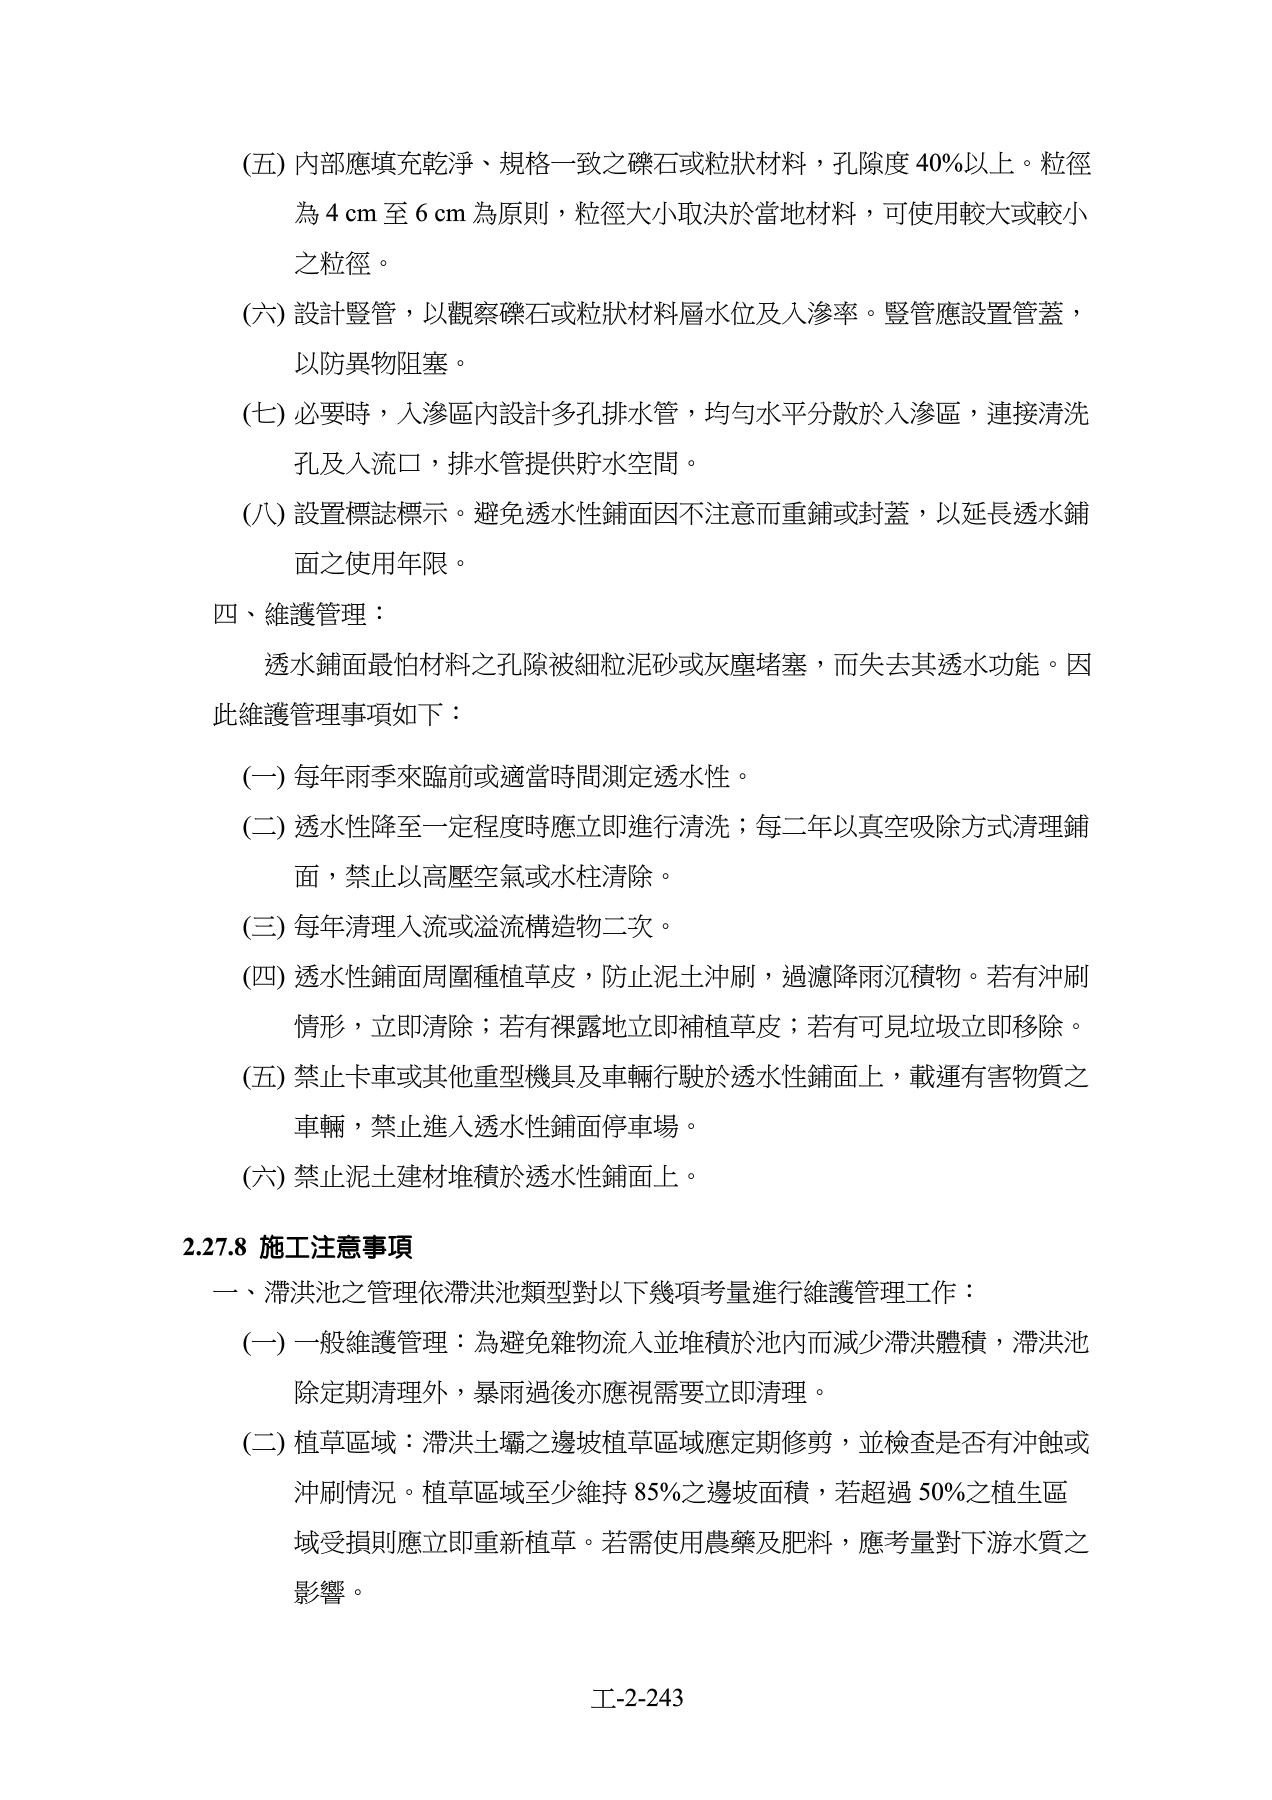 (五) 內部應填充乾淨、規格一致之礫石或粒狀材料，孔隙度 40%以上。粒徑
為 4 cm 至 6 cm 為原則，粒徑大小取決於當地材料，可使用較大或較小
之粒徑。
(六) 設計豎管，以觀察礫石或粒狀材料層水位及入滲率。豎管應設置管蓋，
以防異物阻塞。
(七) 必要時，入滲區內設計多孔排水管，均勻水平分散於入滲區，連接清洗
孔及入流口，排水管提供貯水空間。
(八) 設置標誌標示。避免透水性鋪面因不注意而重鋪或封蓋，以延長透水鋪
面之使用年限。
四、維護管理：
透水鋪面最怕材料之孔隙被細粒泥砂或灰塵堵塞，而失去其透水功能。因
此維護管理事項如下：
(一) 每年雨季來臨前或適當時間測定透水性。
(二) 透水性降至一定程度時應立即進行清洗；每二年以真空吸除方式清理鋪
面，禁止以高壓空氣或水柱清除。
(三) 每年清理入流或溢流構造物二次。
(四) 透水性鋪面周圍種植草皮，防止泥土沖刷，過濾降雨沉積物。若有沖刷
情形，立即清除；若有裸露地立即補植草皮；若有可見垃圾立即移除。
(五) 禁止卡車或其他重型機具及車輛行駛於透水性鋪面上，載運有害物質之
車輛，禁止進入透水性鋪面停車場。
(六) 禁止泥土建材堆積於透水性鋪面上。
2.27.8 施工注意事項
一、滯洪池之管理依滯洪池類型對以下幾項考量進行維護管理工作：
(一) 一般維護管理：為避免雜物流入並堆積於池內而減少滯洪體積，滯洪池
除定期清理外，暴雨過後亦應視需要立即清理。
(二) 植草區域：滯洪土壩之邊坡植草區域應定期修剪，並檢查是否有沖蝕或
沖刷情況。植草區域至少維持 85%之邊坡面積，若超過 50%之植生區
域受損則應立即重新植草。若需使用農藥及肥料，應考量對下游水質之
影響。
工-2-243